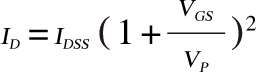 I_D = I_DSS (1 + V_GS / V_P)²